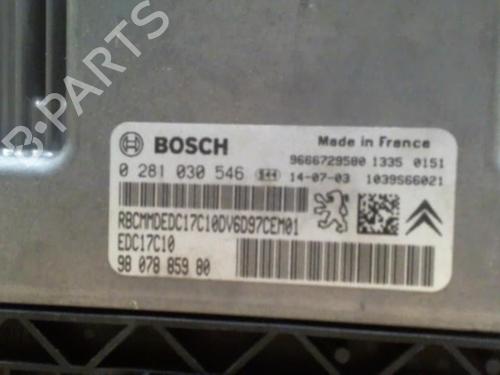 B-PARTS
BOSCH
Made in France
9666729580 1335 0151
0 281 030 546 S44 14-07-03 1039S66021
RBCMMDEDC17C10DV6D97CEM01
EDC17C10
98 078 859 80